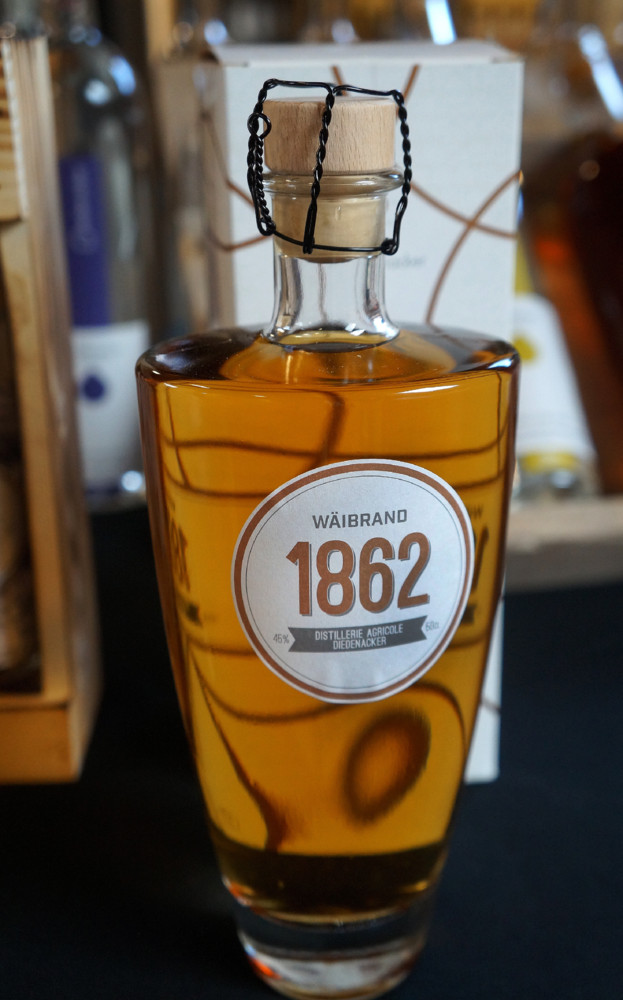 WÄIBRAND
1862
45% DISTILLERIE AGRICOLE 50cl
DIEDENACKER